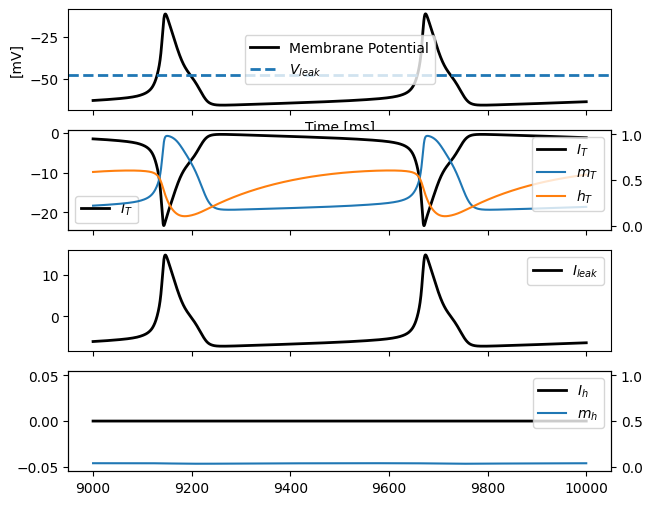 [mV]
−25
−50
Membrane Potential
V_leak
Time [ms]
0
−10
−20
1.0
0.5
0.0
I_T
I_T
m_T
h_T
10
0
I_leak
0.05
0.00
−0.05
1.0
0.5
0.0
I_h
m_h
9000 9200 9400 9600 9800 10000